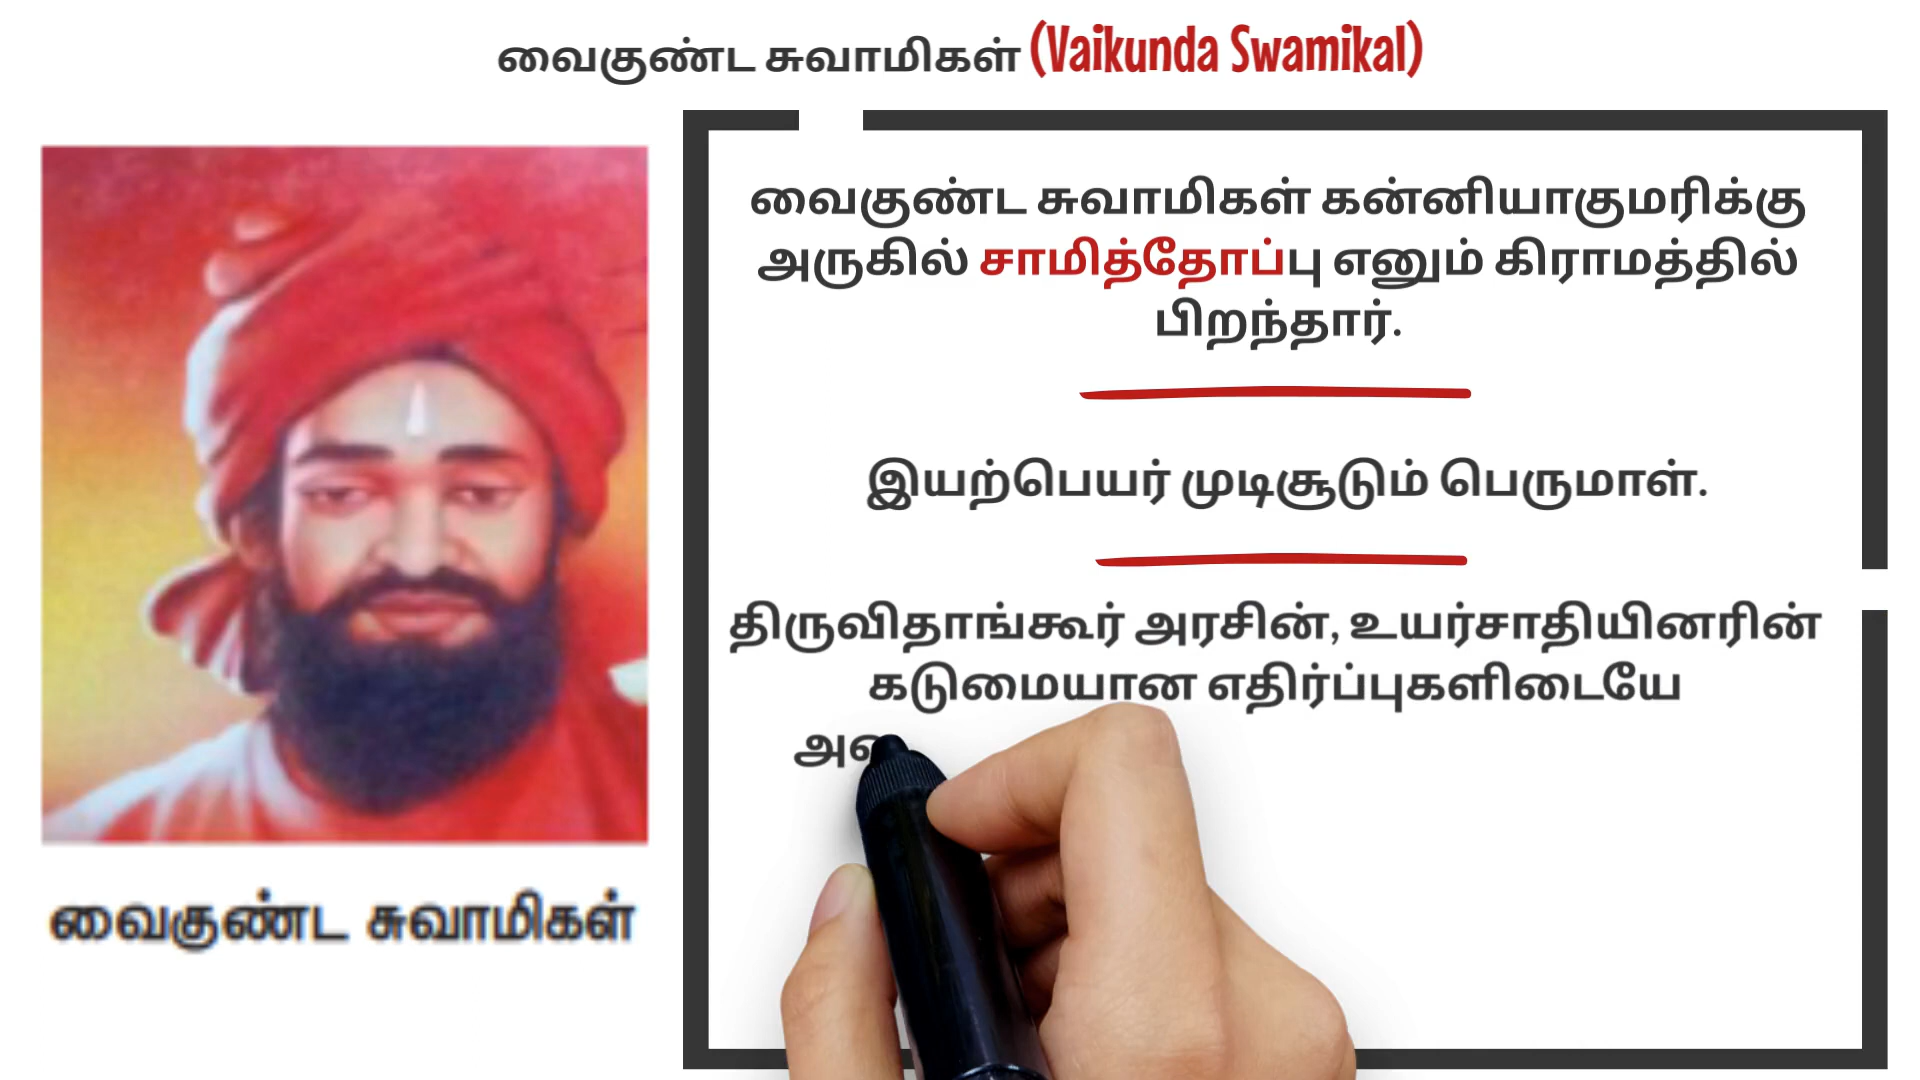 வைகுண்ட சுவாமிகள் (Vaikunda Swamikal)
வைகுண்ட சுவாமிகள் கன்னியாகுமரிக்கு
அருகில் சாமித்தோப்பு எனும் கிராமத்தில்
பிறந்தார்.
இயற்பெயர் முடிசூடும் பெருமாள்.
திருவிதாங்கூர் அரசின், உயர்சாதியினரின்
கடுமையான எதிர்ப்புகளிடையே
வைகுண்ட சுவாமிகள்